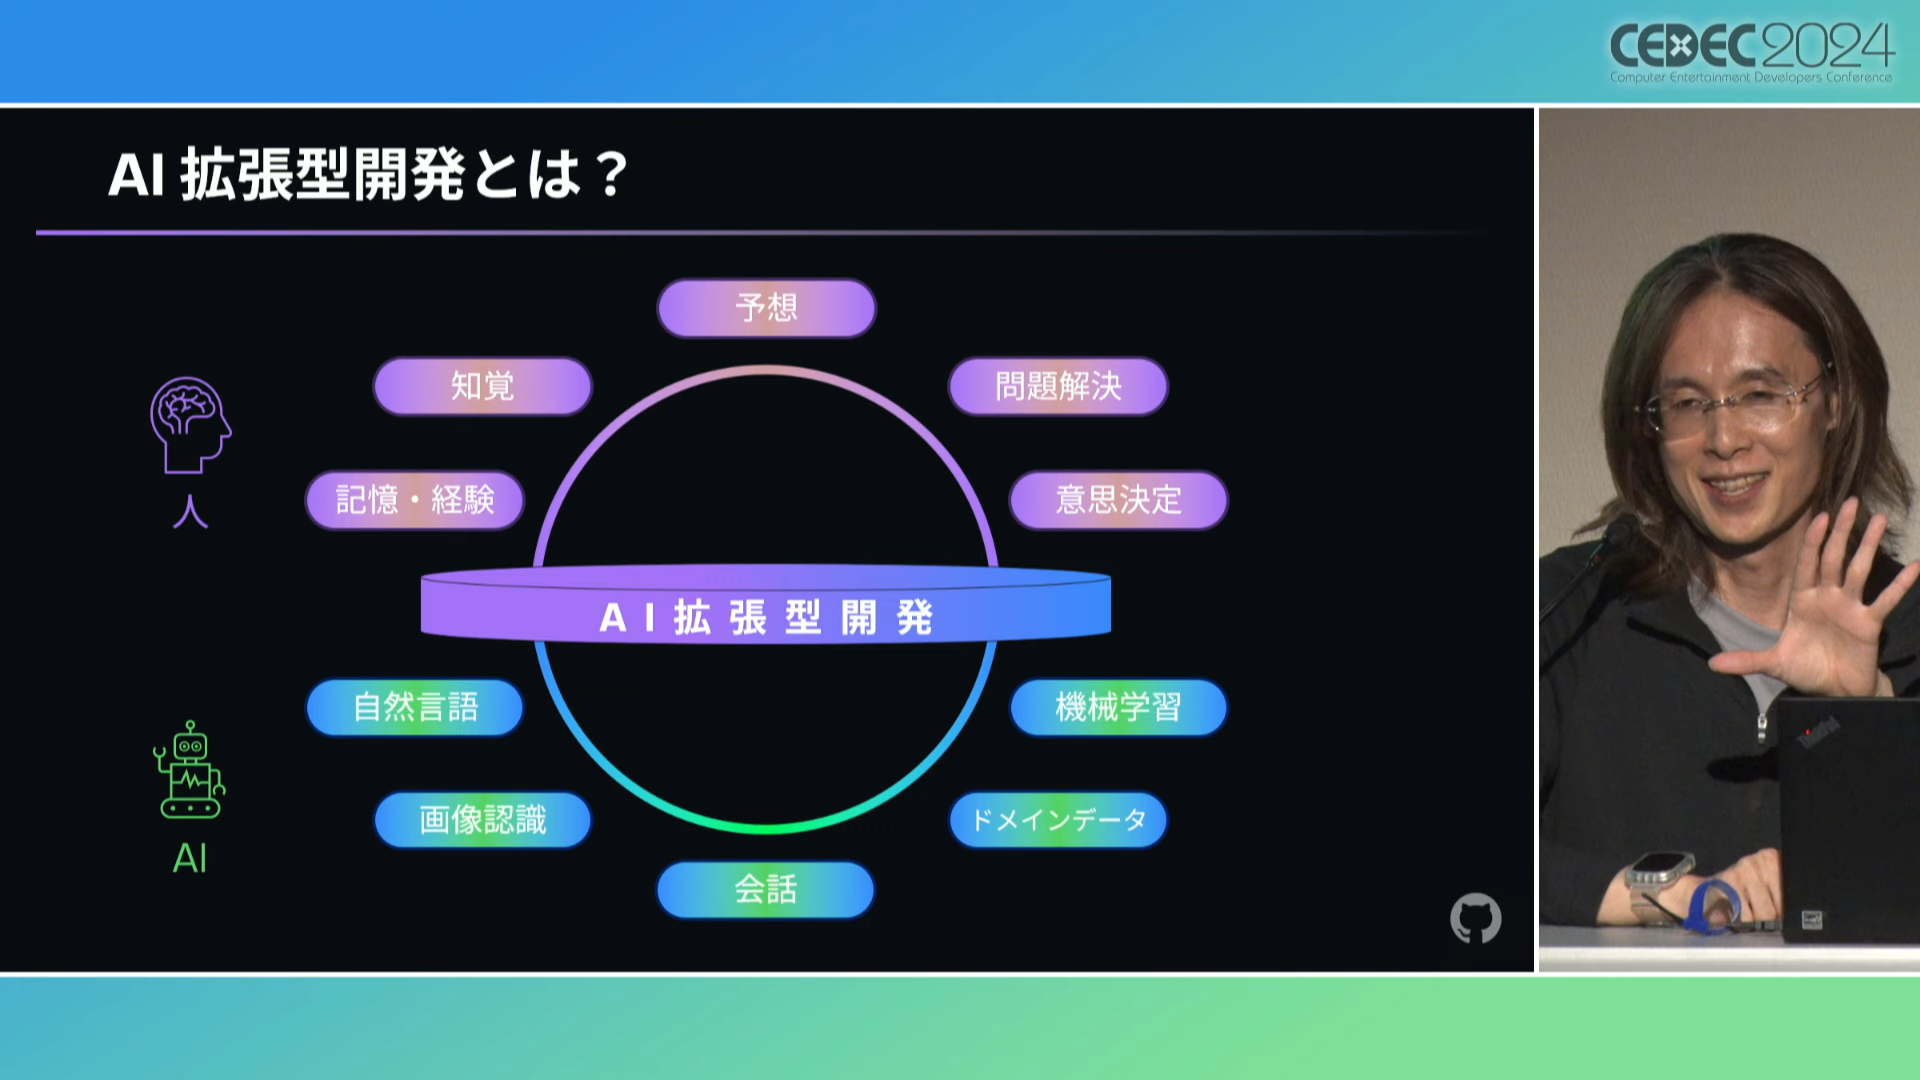 CEDEC2024
Computer Entertainment Developers Conference
AI 拡張型開発とは？
予想
知覚
問題解決
記憶・経験
意思決定
人
AI拡張型開発
自然言語
機械学習
画像認識
ドメインデータ
AI
会話
ThinkPad